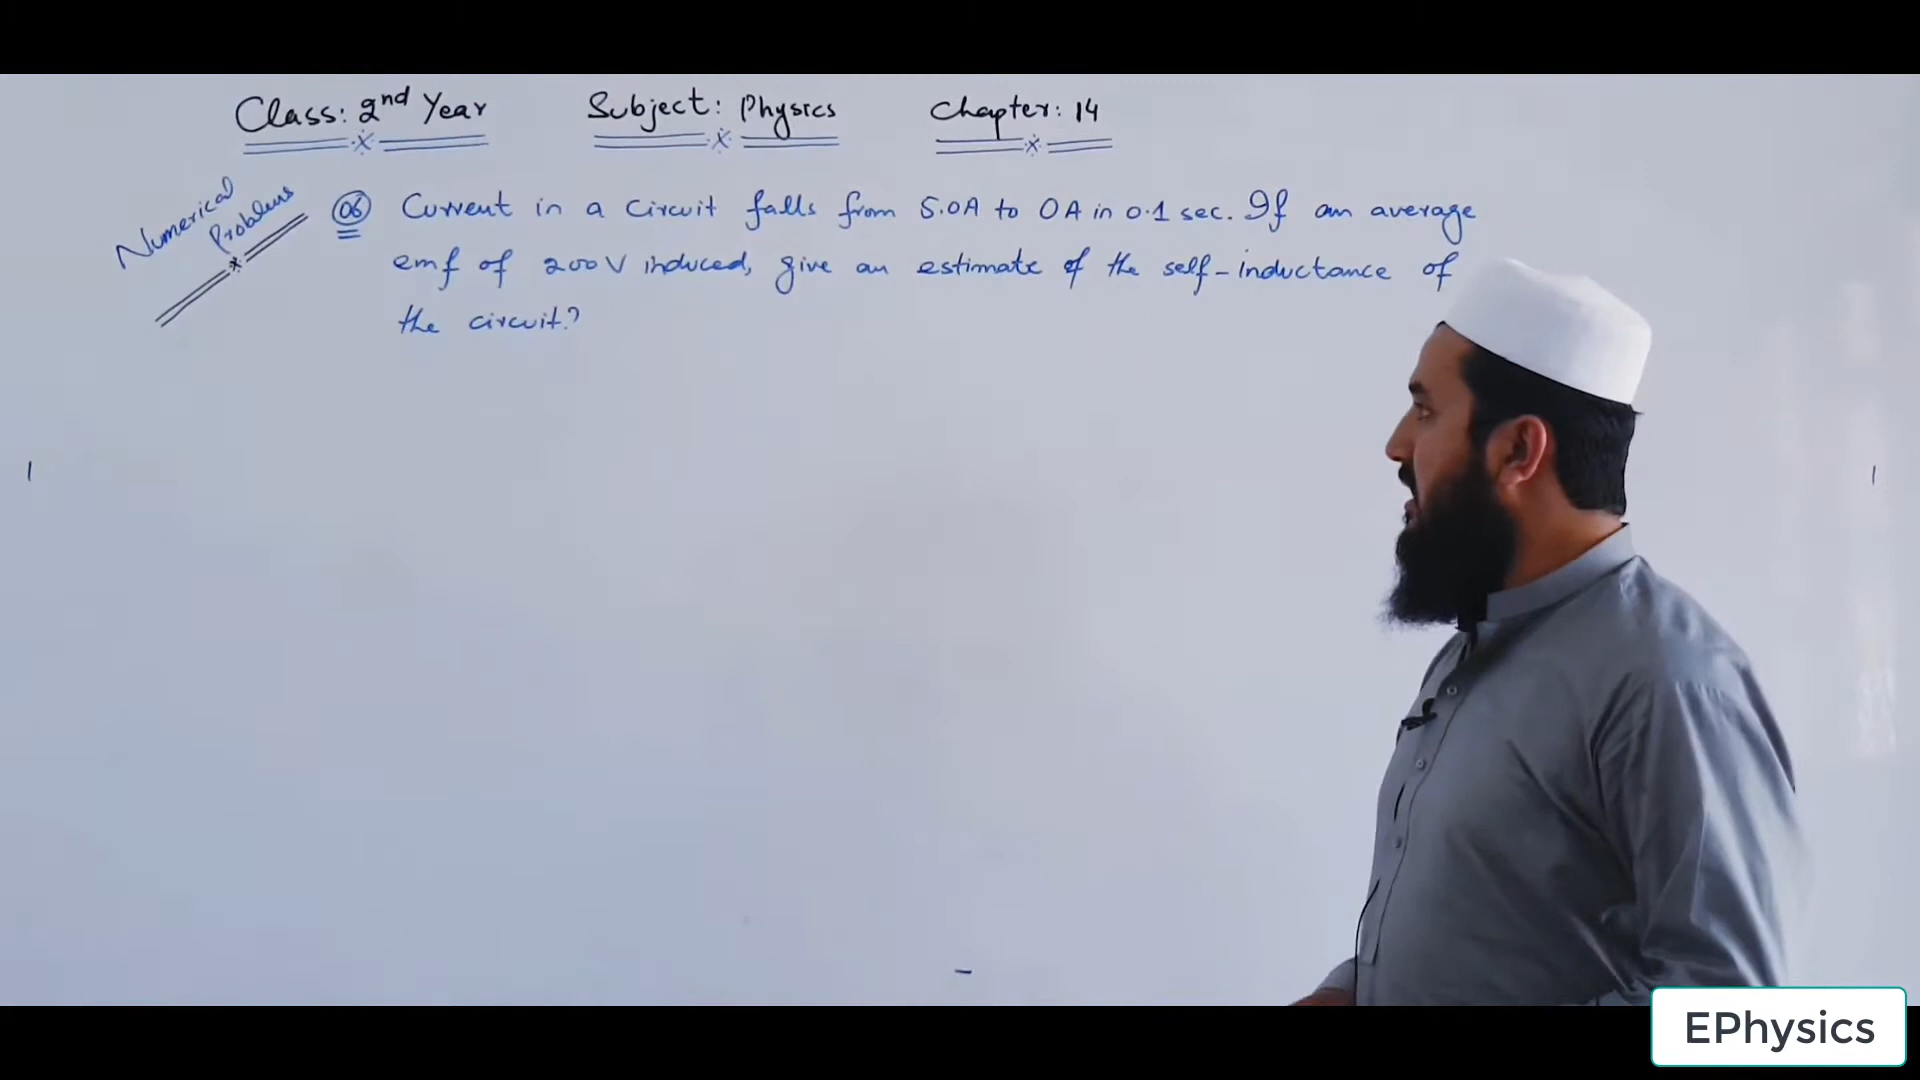 Class: 2nd Year Subject: Physics Chapter: 14
Numerical
Problems
06 Current in a Circuit falls from 5.0A to 0A in 0.1 sec. If an average
emf of 200V induced, give an estimate of the self-inductance of
the circuit?
EPhysics